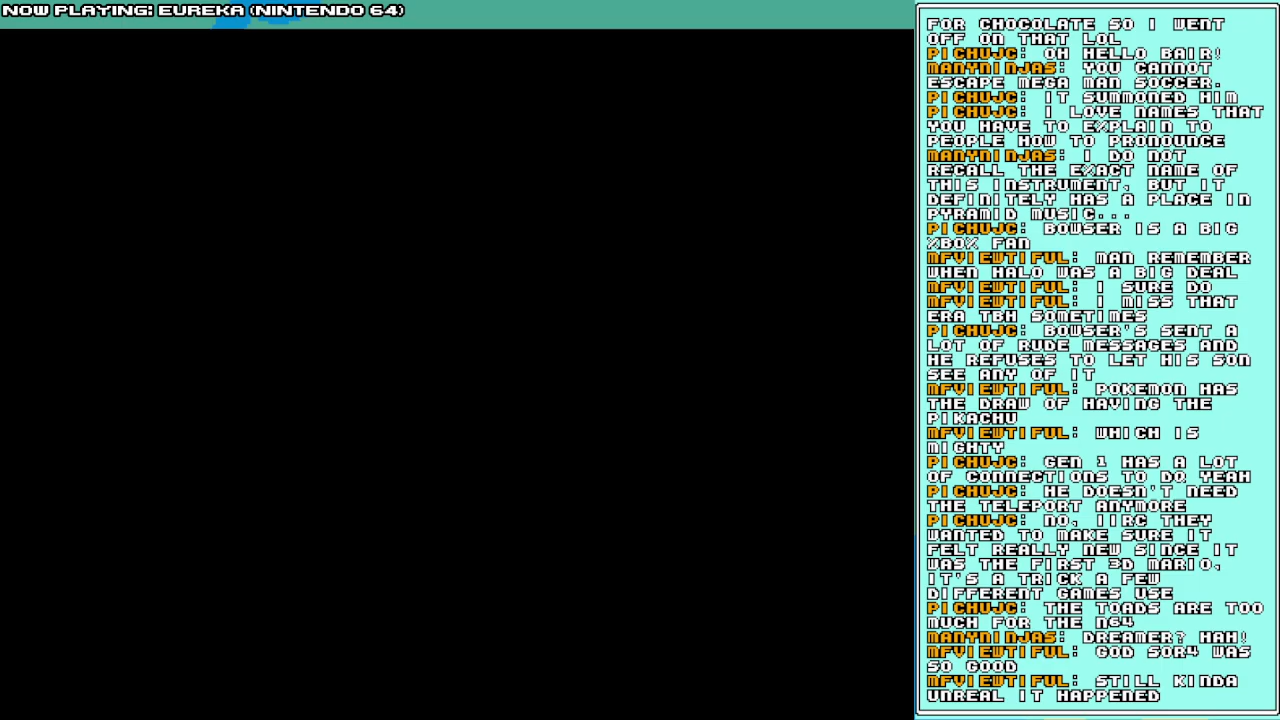 NOW PLAYING: EUREKA (NINTENDO 64)
FOR CHOCOLATE SO I WENT
OFF ON THAT LOL
PICHUJC: OH HELLO BAIR!
MANYNINJAS: YOU CANNOT
ESCAPE MEGA MAN SOCCER.
PICHUJC: IT SUMMONED HIM
PICHUJC: I LOVE NAMES THAT
YOU HAVE TO EXPLAIN TO
PEOPLE HOW TO PRONOUNCE
MANYNINJAS: I DO NOT
RECALL THE EXACT NAME OF
THIS INSTRUMENT, BUT IT
DEFINITELY HAS A PLACE IN
PYRAMID MUSIC...
PICHUJC: BOWSER IS A BIG
XBOX FAN
MFVIEWTIFUL: MAN REMEMBER
WHEN HALO WAS A BIG DEAL
MFVIEWTIFUL: I SURE DO
MFVIEWTIFUL: I MISS THAT
ERA TBH SOMETIMES
PICHUJC: BOWSER'S SENT A
LOT OF RUDE MESSAGES AND
HE REFUSES TO LET HIS SON
SEE ANY OF IT
MFVIEWTIFUL: POKEMON HAS
THE DRAW OF HAVING THE
PIKACHU
MFVIEWTIFUL: WHICH IS
MIGHTY
PICHUJC: GEN 1 HAS A LOT
OF CONNECTIONS TO DQ YEAH
PICHUJC: HE DOESN'T NEED
THE TELEPORT ANYMORE
PICHUJC: NO, IIRC THEY
WANTED TO MAKE SURE IT
FELT REALLY NEW SINCE IT
WAS THE FIRST 3D MARIO,
IT'S A TRICK A FEW
DIFFERENT GAMES USE
PICHUJC: THE TOADS ARE TOO
MUCH FOR THE N64
MANYNINJAS: DREAMER? HAH!
MFVIEWTIFUL: GOD SOR4 WAS
SO GOOD
MFVIEWTIFUL: STILL KINDA
UNREAL IT HAPPENED